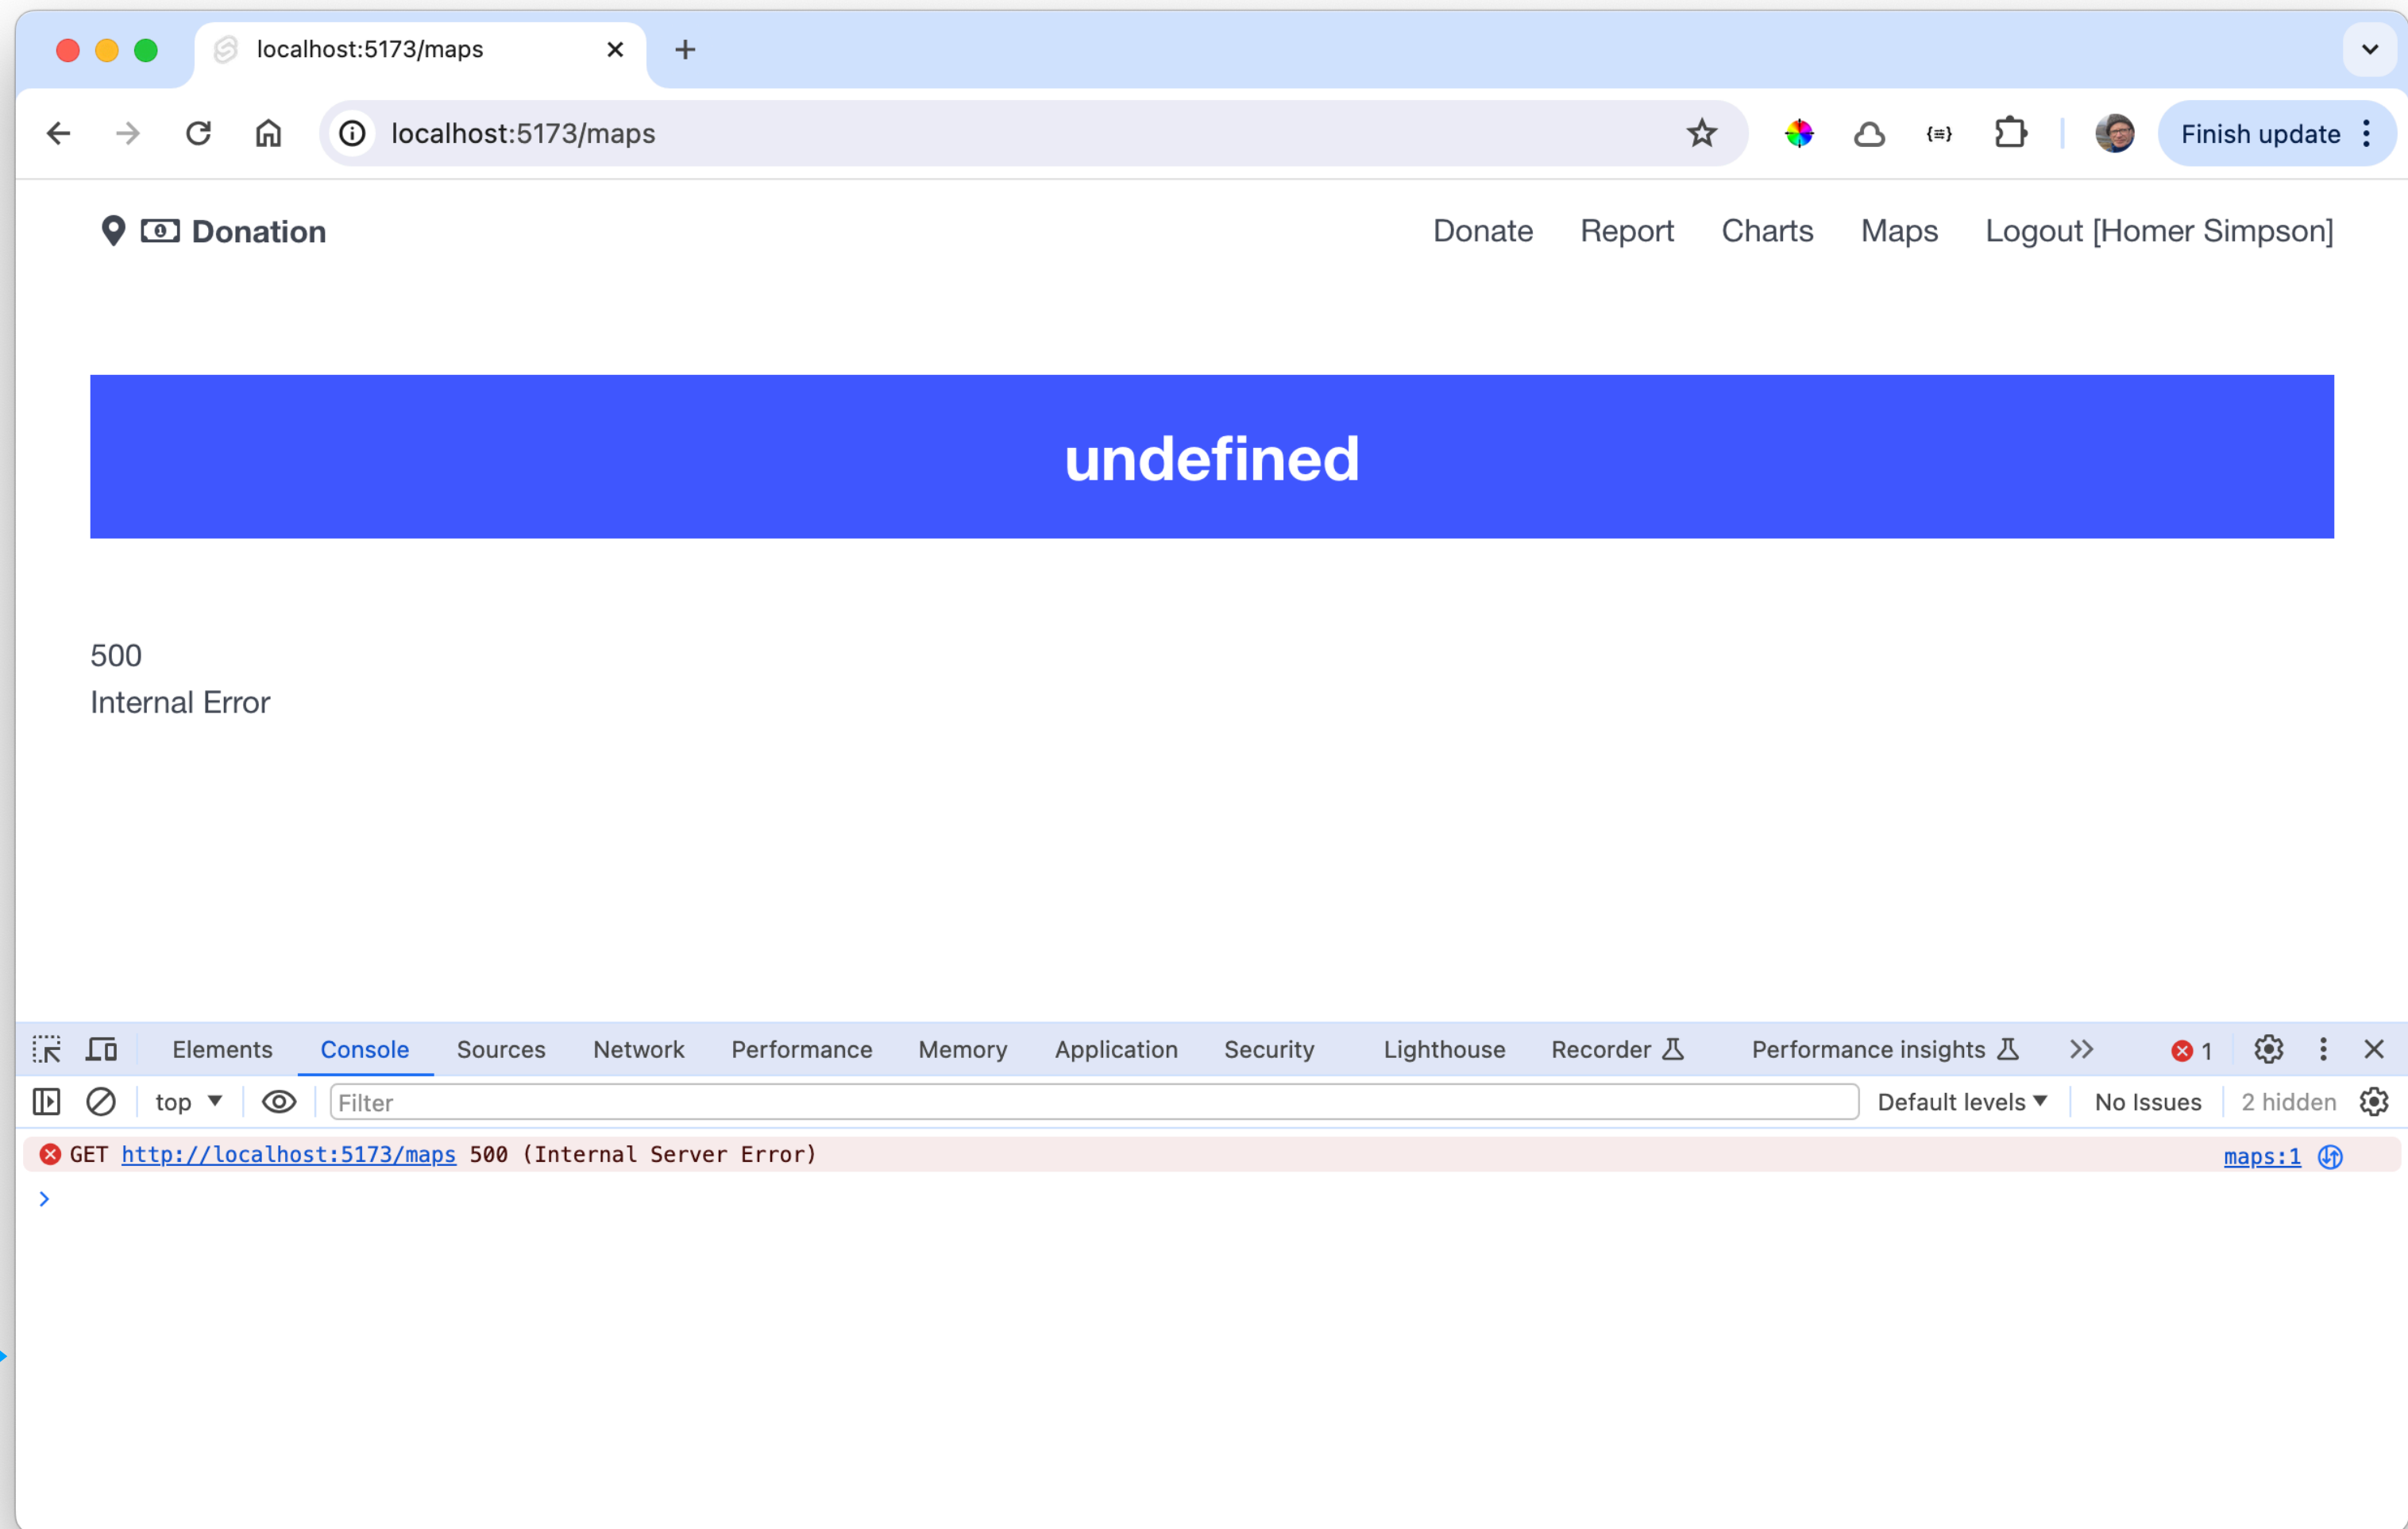 localhost:5173/maps
localhost:5173/maps
Finish update
Donation
Donate Report Charts Maps Logout [Homer Simpson]
undefined
500
Internal Error
Elements Console Sources Network Performance Memory Application Security Lighthouse Recorder Performance insights 1
top Filter Default levels No Issues 2 hidden
GET http://localhost:5173/maps 500 (Internal Server Error) maps:1